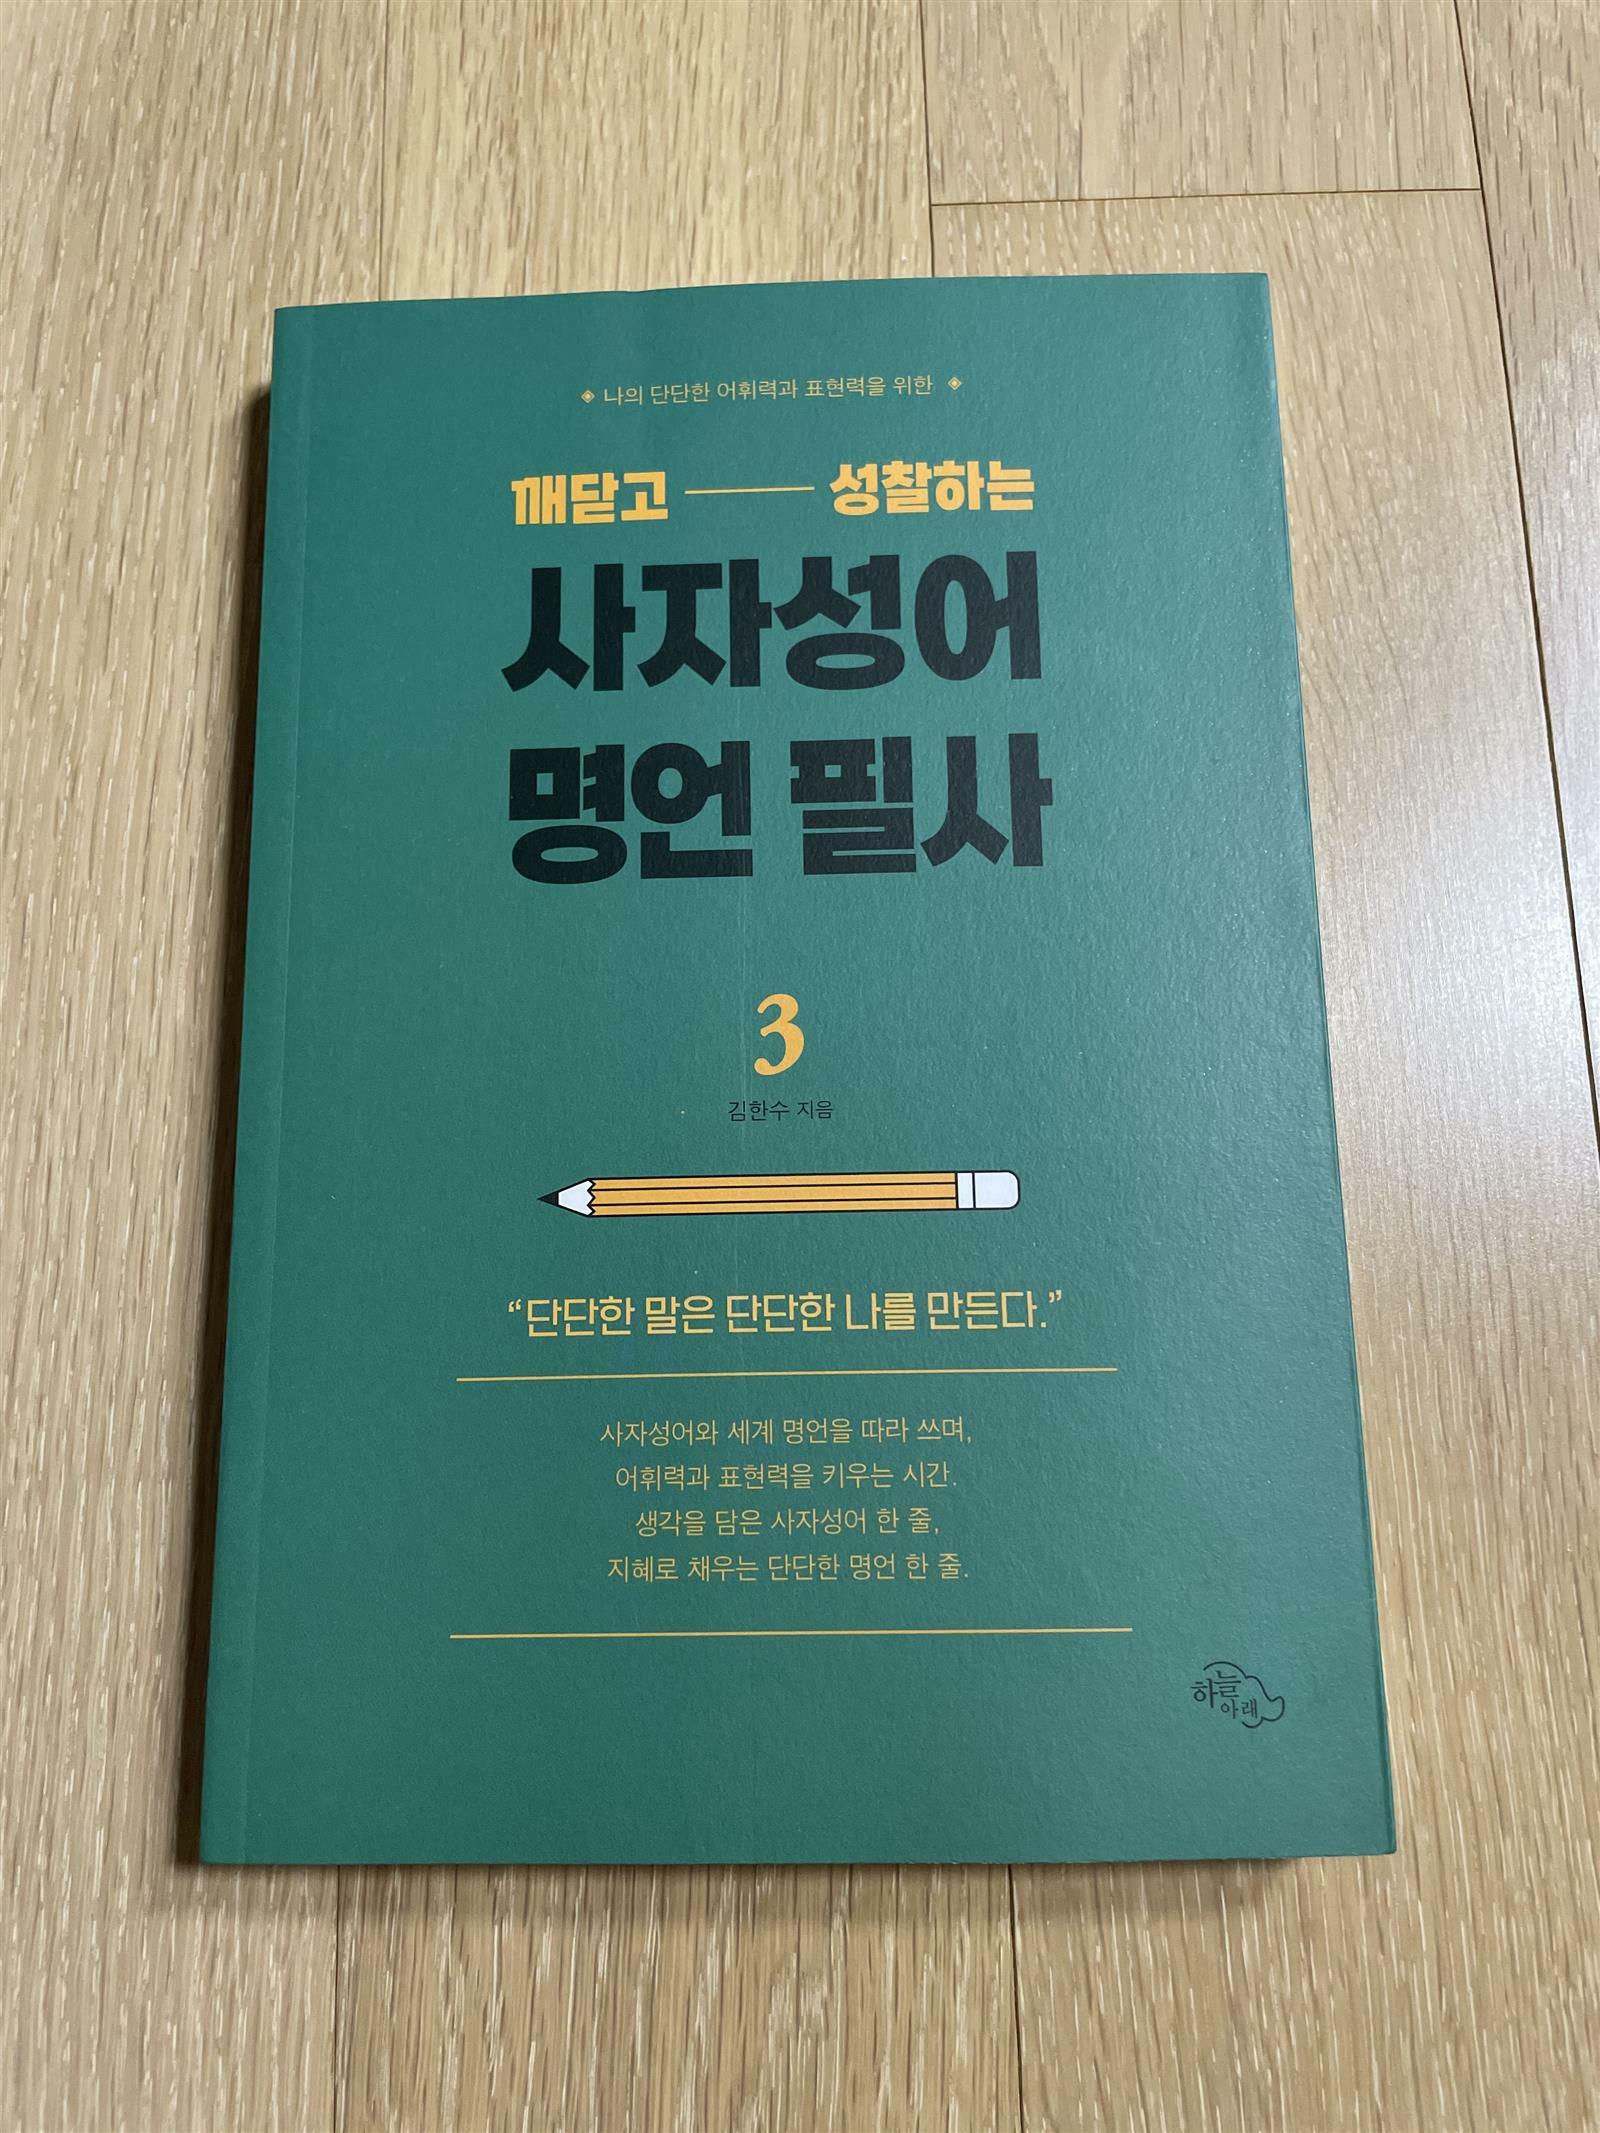 ◈ 나의 단단한 어휘력과 표현력을 위한 ◈
깨닫고 — 성찰하는
사자성어
명언 필사
3
김한수 지음
“단단한 말은 단단한 나를 만든다.”
사자성어와 세계 명언을 따라 쓰며,
어휘력과 표현력을 키우는 시간.
생각을 담은 사자성어 한 줄,
지혜로 채우는 단단한 명언 한 줄.
하늘
아래